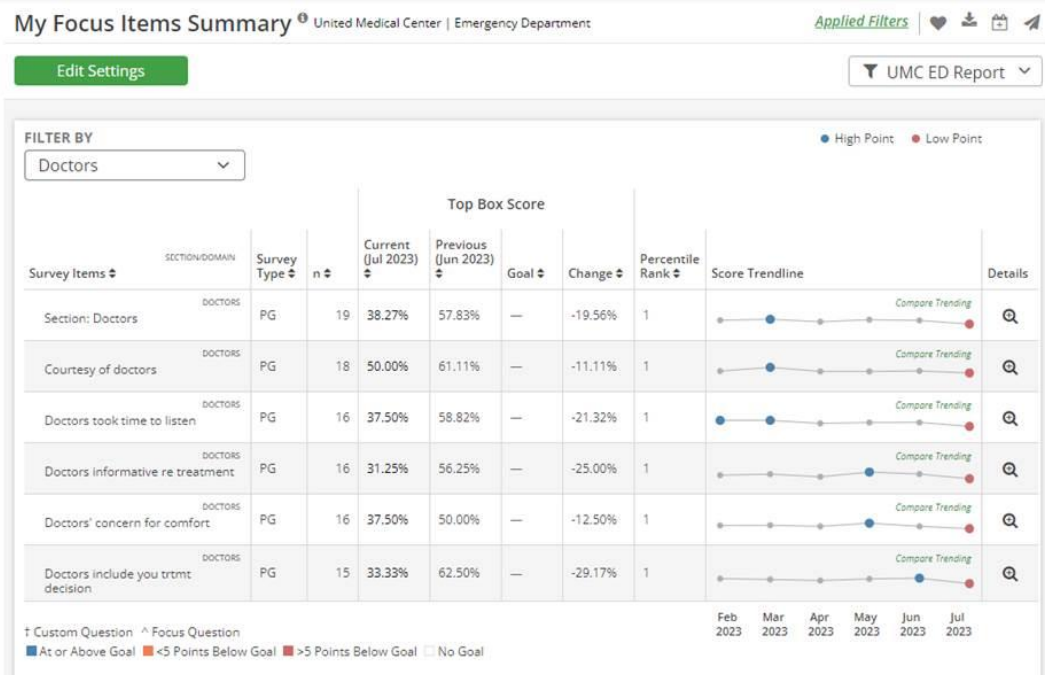 My Focus Items Summary United Medical Center | Emergency Department Applied Filters
Edit Settings UMC ED Report
FILTER BY
Doctors
High Point Low Point
Top Box Score
Survey Items SECTION/DOMAIN Survey Type n Current (Jul 2023) Previous (Jun 2023) Goal Change Percentile Rank Score Trendline Details
DOCTORS Compare Trending
Section: Doctors PG 19 38.27% 57.83% — -19.56% 1
DOCTORS Compare Trending
Courtesy of doctors PG 18 50.00% 61.11% — -11.11% 1
DOCTORS Compare Trending
Doctors took time to listen PG 16 37.50% 58.82% — -21.32% 1
DOCTORS Compare Trending
Doctors informative re treatment PG 16 31.25% 56.25% — -25.00% 1
DOCTORS Compare Trending
Doctors' concern for comfort PG 16 37.50% 50.00% — -12.50% 1
DOCTORS Compare Trending
Doctors include you trtmt decision PG 15 33.33% 62.50% — -29.17% 1
Feb 2023 Mar 2023 Apr 2023 May 2023 Jun 2023 Jul 2023
† Custom Question ^ Focus Question
At or Above Goal <5 Points Below Goal >5 Points Below Goal No Goal